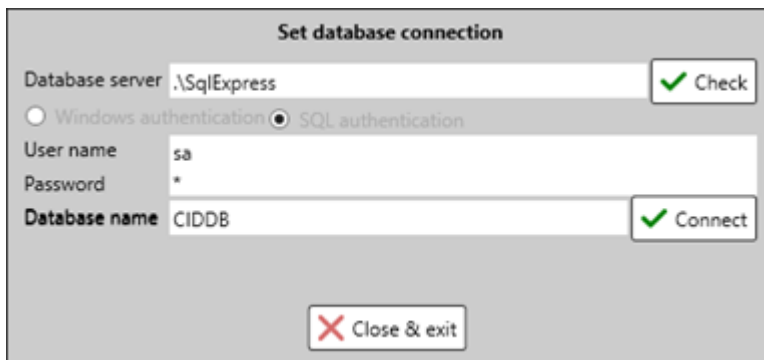 Set database connection
Database server .\SqlExpress Check
Windows authentication SQL authentication
User name sa
Password *
Database name CIDDB Connect
Close & exit